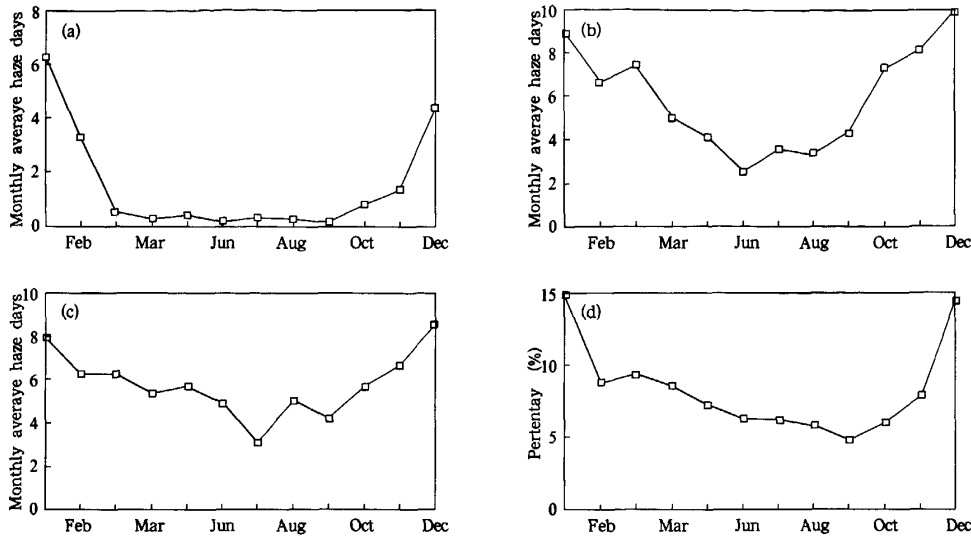 (a)
Monthly averaye haze days
8
6
4
2
0
Feb Mar Jun Aug Oct Dec
(b)
Monthly averaye haze days
10
8
6
4
2
0
Feb Mar Jun Aug Oct Dec
(c)
Monthly averaye haze days
10
8
6
4
2
0
Feb Mar Jun Aug Oct Dec
(d)
Pertentay (%)
15
10
5
0
Feb Mar Jun Aug Oct Dec